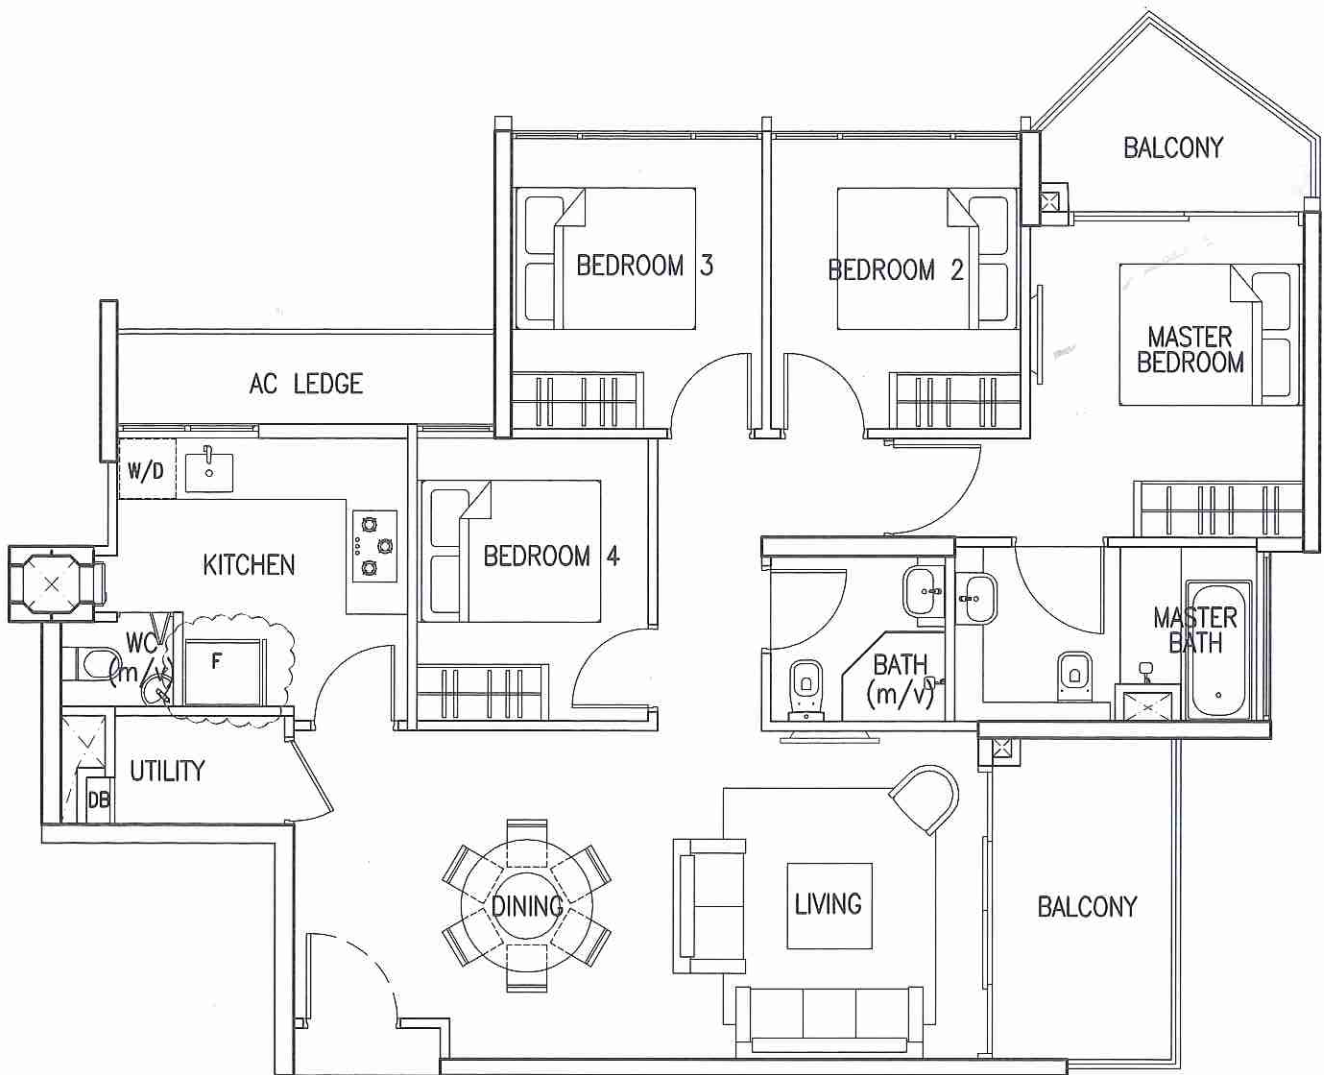 BALCONY
BEDROOM 3
BEDROOM 2
MASTER
BEDROOM
AC LEDGE
W/D
KITCHEN
BEDROOM 4
WC
(m/v)
F
MASTER
BATH
BATH
(m/v)
UTILITY
DB
DINING
LIVING
BALCONY